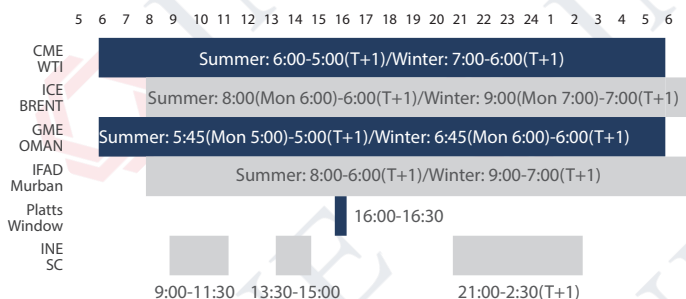 5 6 7 8 9 10 11 12 13 14 15 16 17 18 19 20 21 22 23 24 1 2 3 4 5 6
CME
WTI
Summer: 6:00-5:00(T+1)/Winter: 7:00-6:00(T+1)
ICE
BRENT
Summer: 8:00(Mon 6:00)-6:00(T+1)/Winter: 9:00(Mon 7:00)-7:00(T+1)
GME
OMAN
Summer: 5:45(Mon 5:00)-5:00(T+1)/Winter: 6:45(Mon 6:00)-6:00(T+1)
IFAD
Murban
Summer: 8:00-6:00(T+1)/Winter: 9:00-7:00(T+1)
Platts
Window
16:00-16:30
INE
SC
9:00-11:30 13:30-15:00 21:00-2:30(T+1)